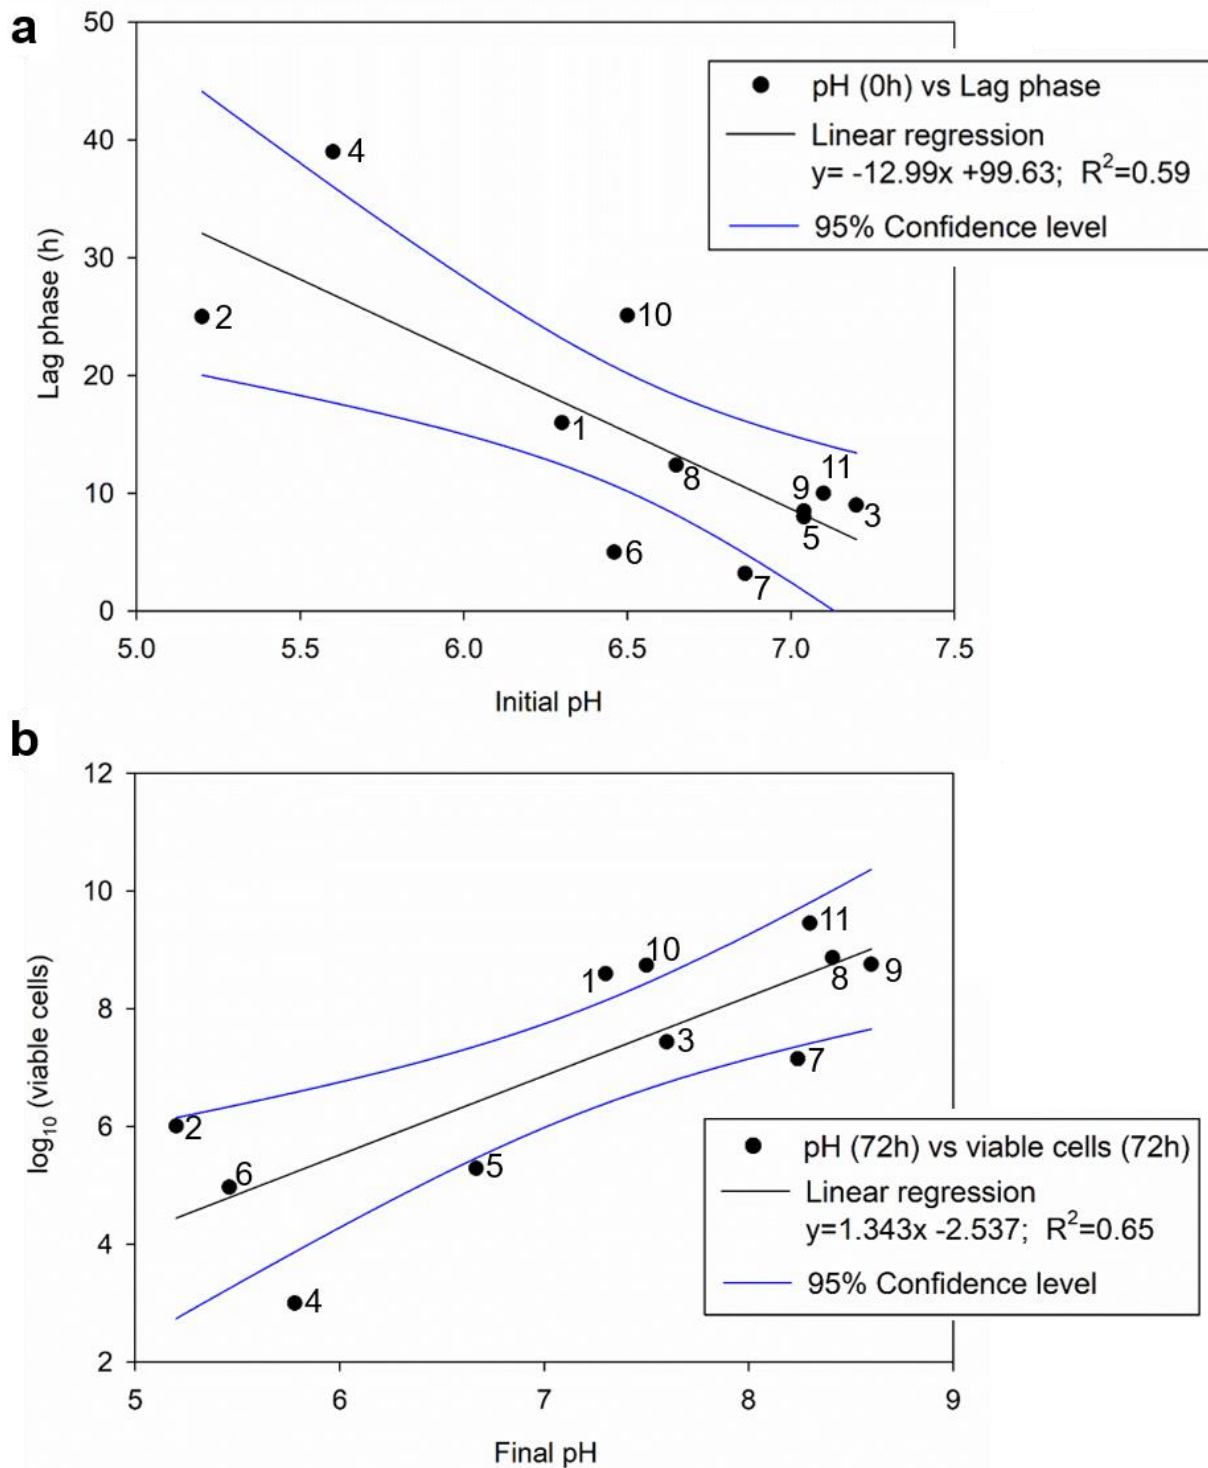 a
50
40
30
20
10
0
Lag phase (h)
pH (0h) vs Lag phase
Linear regression
y= -12.99x +99.63; R²=0.59
95% Confidence level
4
2
10
1
8
11
9
3
5
6
7
5.0 5.5 6.0 6.5 7.0 7.5
Initial pH
b
12
10
8
6
4
2
log₁₀ (viable cells)
11
10
1
8
9
3
7
2
6
5
4
pH (72h) vs viable cells (72h)
Linear regression
y=1.343x -2.537; R²=0.65
95% Confidence level
5 6 7 8 9
Final pH